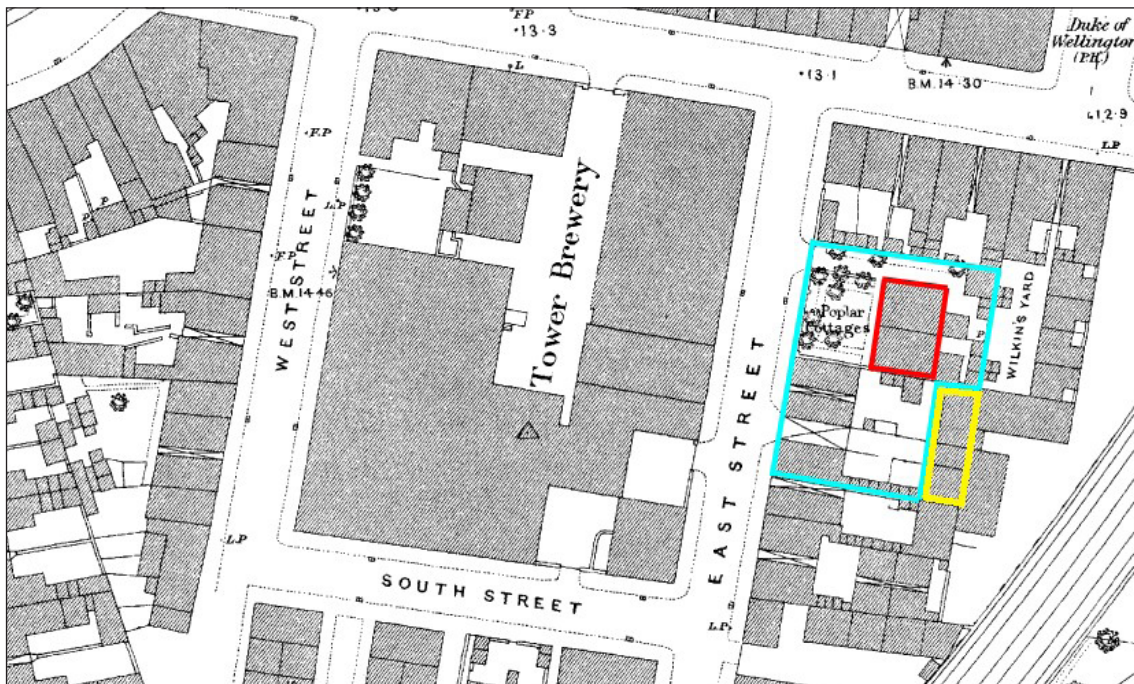 F.P
·13·3
Duke of
Wellington
(P.H.)
L
·13·1
B.M.14·30
·12·9
L.P
F.P
L.P
F.P
B.M.14·46
WEST STREET
Tower Brewery
EAST STREET
Poplar
Cottages
P
WILKIN'S YARD
P
P
L.P
SOUTH STREET
L.P